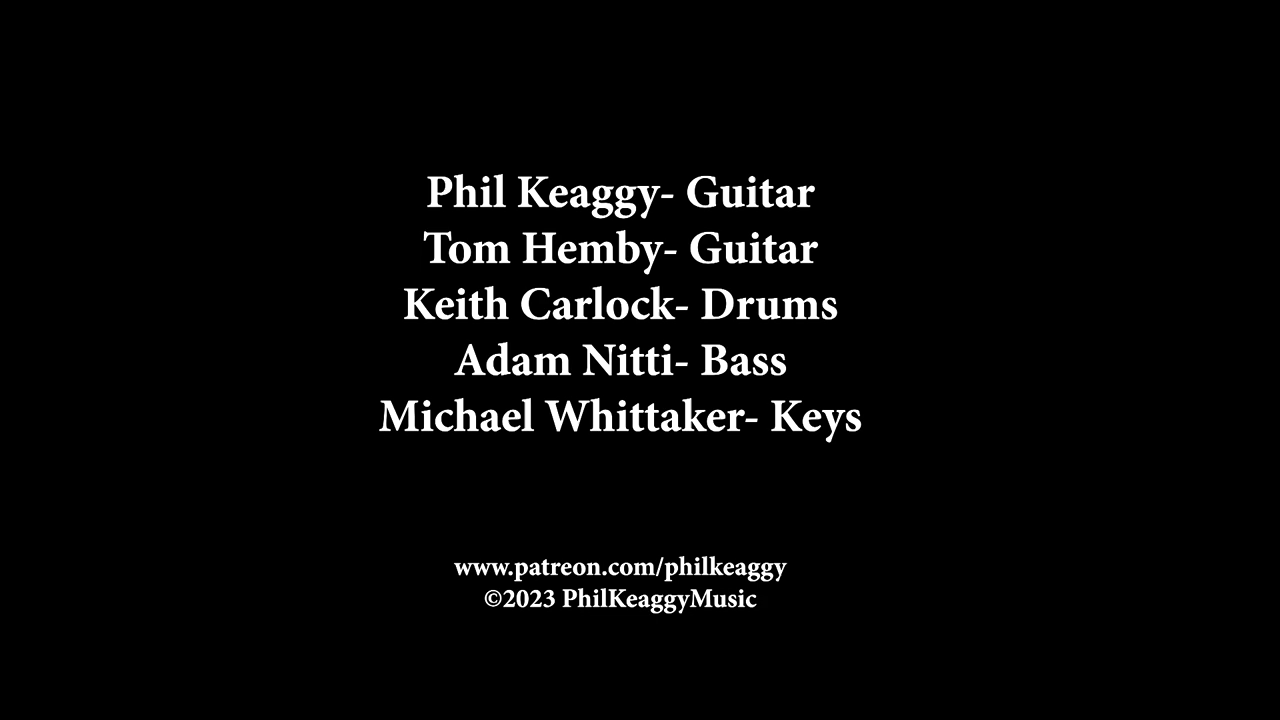 Phil Keaggy- Guitar
Tom Hemby- Guitar
Keith Carlock- Drums
Adam Nitti- Bass
Michael Whittaker- Keys
www.patreon.com/philkeaggy
©2023 PhilKeaggyMusic